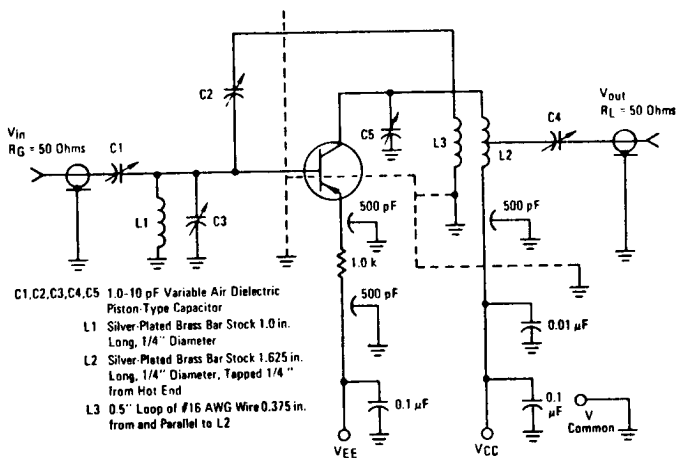 C2
C4
Vout
RL = 50 Ohms
Vin
RG = 50 Ohms
C1
C5
L3
L2
L1
C3
500 pF
500 pF
1.0 k
500 pF
C1,C2,C3,C4,C5 1.0-10 pF Variable Air Dielectric
Piston-Type Capacitor
L1 Silver-Plated Brass Bar Stock 1.0 in.
Long, 1/4" Diameter
L2 Silver-Plated Brass Bar Stock 1.625 in.
Long, 1/4" Diameter, Tapped 1/4"
from Hot End
L3 0.5" Loop of #16 AWG Wire 0.375 in.
from and Parallel to L2
0.01 μF
0.1 μF
0.1
μF
V
Common
VEE
VCC